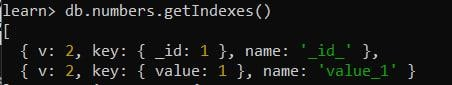 learn> db.numbers.getIndexes()
[
  { v: 2, key: { _id: 1 }, name: '_id_' },
  { v: 2, key: { value: 1 }, name: 'value_1' }